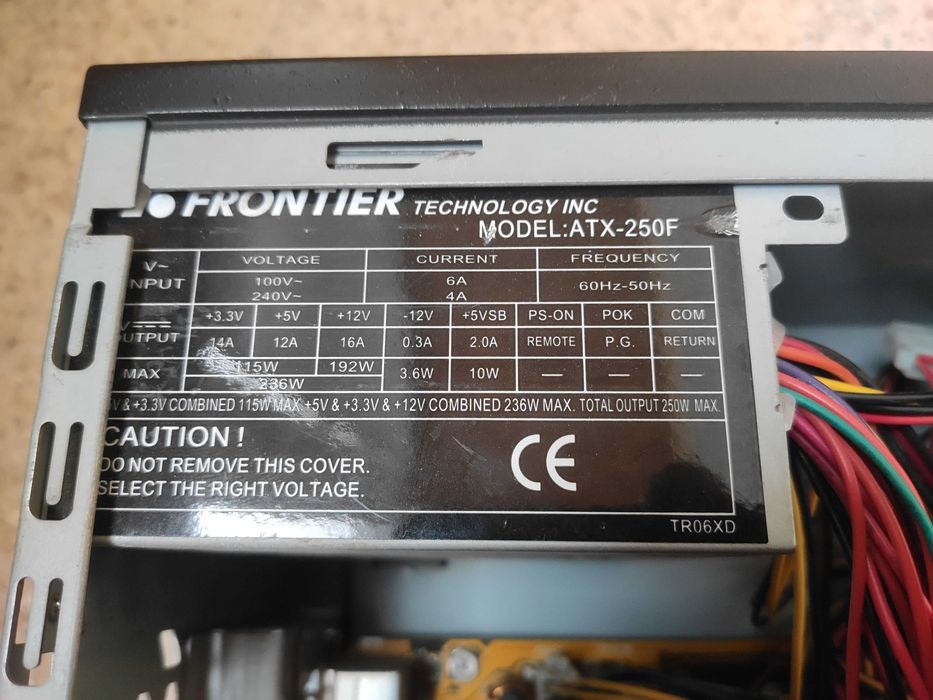 FRONTIER TECHNOLOGY INC
MODEL:ATX-250F
V~ VOLTAGE CURRENT FREQUENCY
INPUT 100V~ 6A 60Hz-50Hz
240V~ 4A
+3.3V +5V +12V -12V +5VSB PS-ON POK COM
OUTPUT 14A 12A 16A 0.3A 2.0A REMOTE P.G. RETURN
MAX 115W 192W 3.6W 10W — — —
236W
& +3.3V COMBINED 115W MAX. +5V & +3.3V & +12V COMBINED 236W MAX. TOTAL OUTPUT 250W MAX.
CAUTION !
DO NOT REMOVE THIS COVER.
SELECT THE RIGHT VOLTAGE.
CE
TR06XD